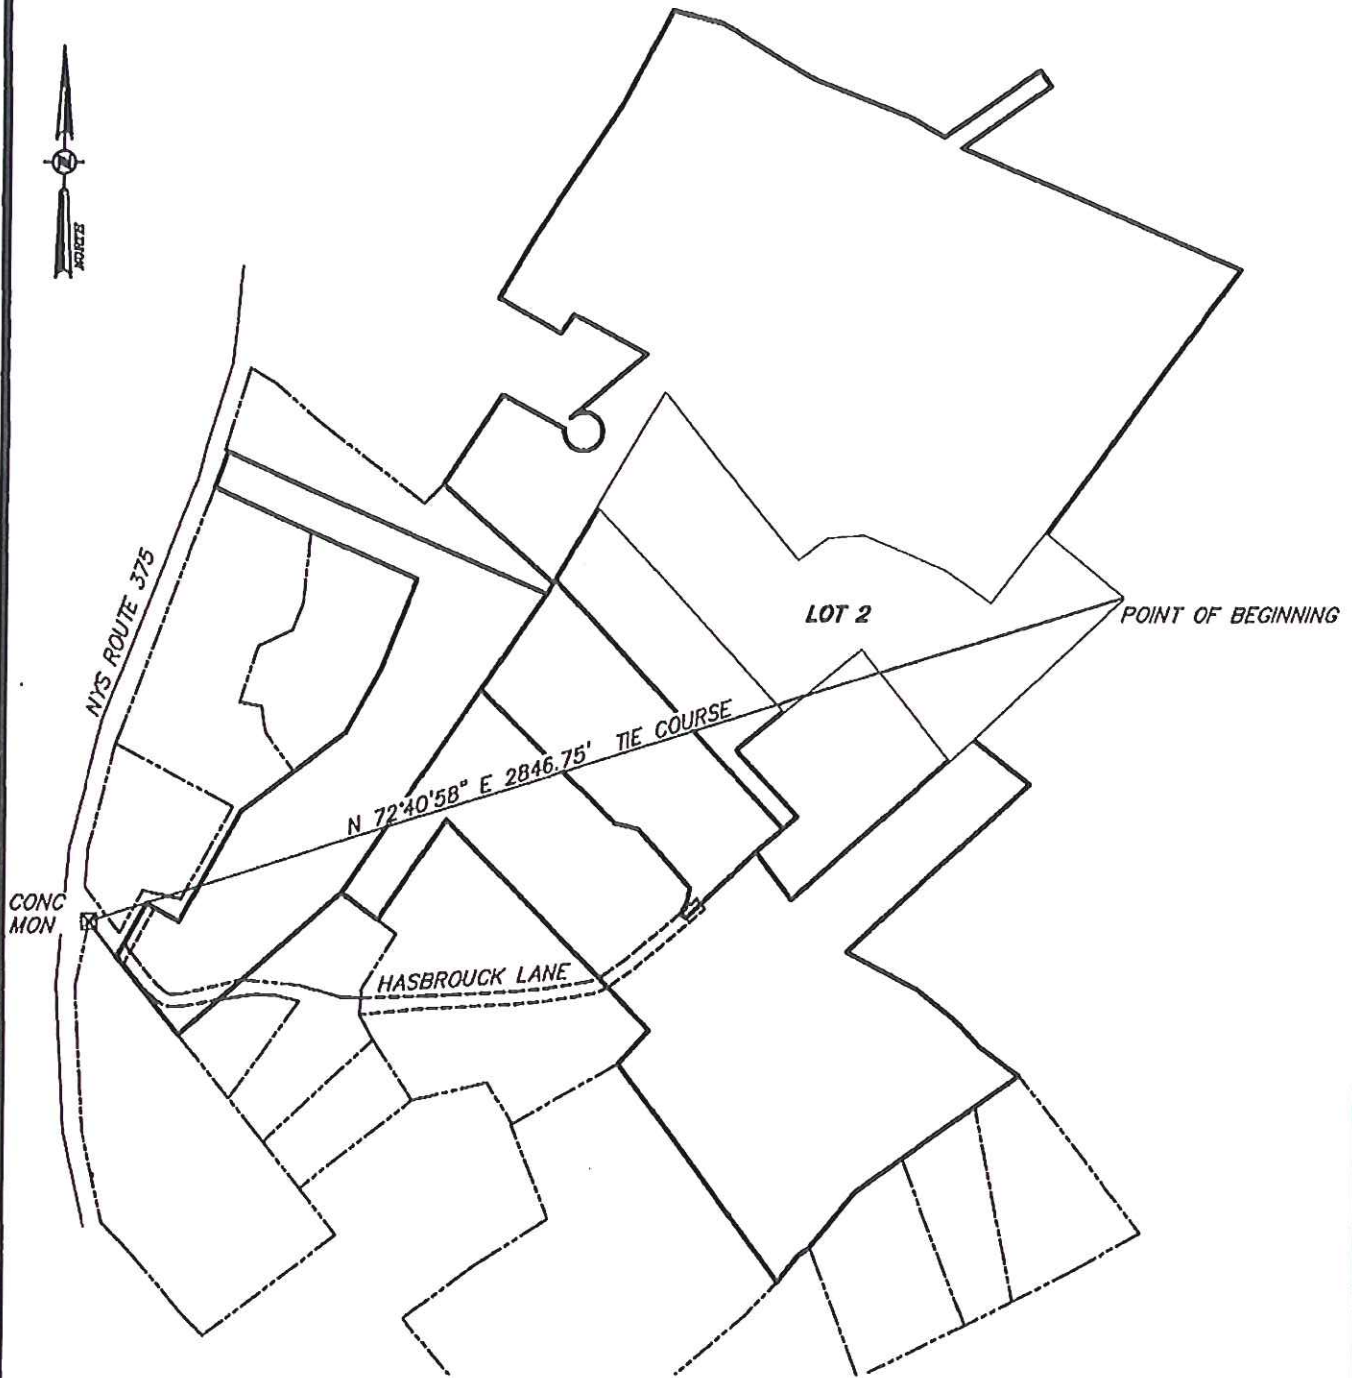 NORTH
NYS ROUTE 375
LOT 2
POINT OF BEGINNING
N 72°40'58" E 2846.75' TIE COURSE
CONC
MON
HASBROUCK LANE